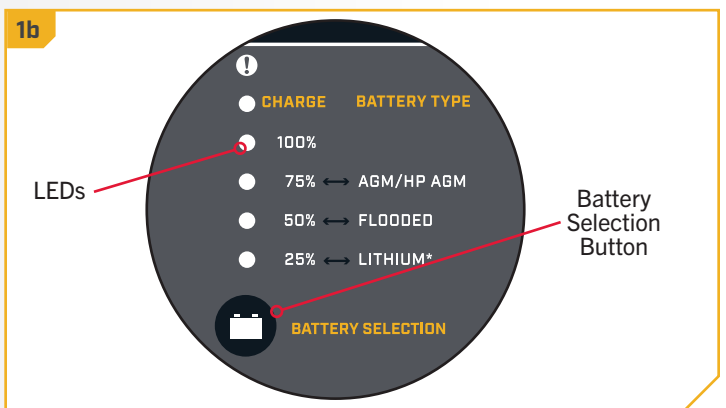 1b
!
CHARGE BATTERY TYPE
100%
75% ↔ AGM/HP AGM
LEDs
50% ↔ FLOODED
Battery
Selection
Button
25% ↔ LITHIUM*
BATTERY SELECTION